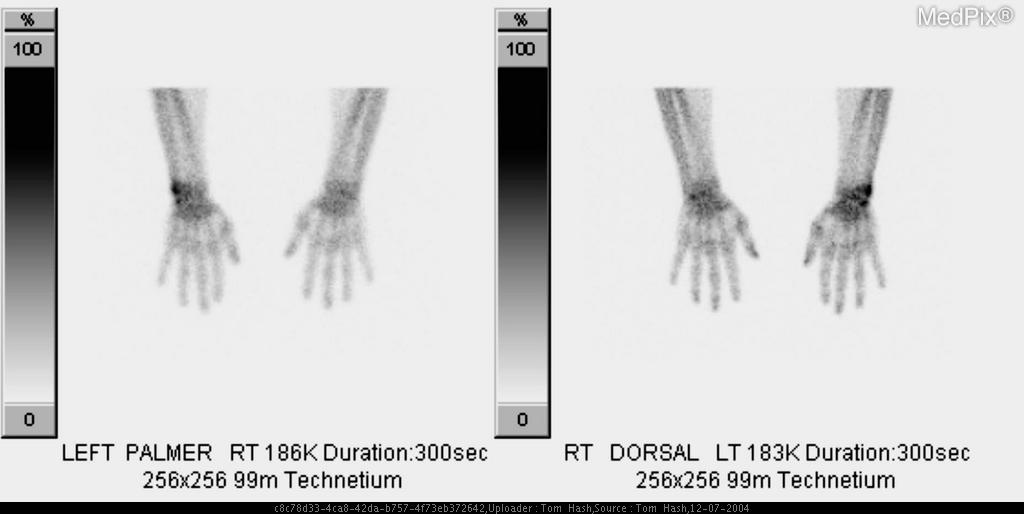 MedPix®
% %
100 100
0 0
LEFT PALMER RT 186K Duration:300sec
256x256 99m Technetium
RT DORSAL LT 183K Duration:300sec
256x256 99m Technetium
c8c78d33-4ca8-42da-b757-4f73eb372642,Uploader: Tom Hash,Source: Tom Hash,12-07-2004